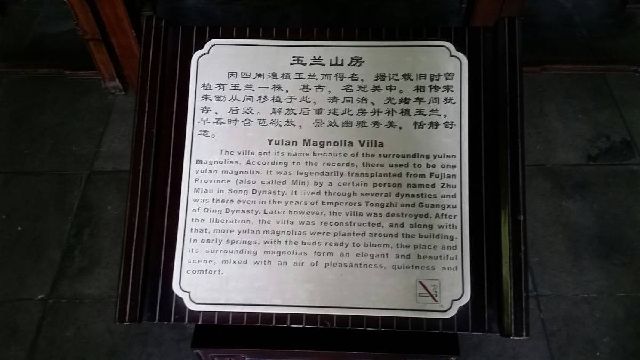 玉兰山房
因四周遍植玉兰而得名，据记载旧时曾
植有玉兰一株，甚古，名冠吴中。相传宋
朱勔从闽移植于此，清同治、光绪年间犹
存，后毁。解放后重建此房并补植玉兰，
早春时含苞欲放，景致幽雅秀美，恬静舒
适。
Yulan Magnolia Villa
The villa got its name because of the surrounding yulan
magnolias. According to the records, there used to be one
yulan magnolia. It was legendarily transplanted from Fujian
Province (also called Min) by a certain person named Zhu
Mian in Song Dynasty. It lived through several dynasties and
was there even in the years of Emperors Tongzhi and Guangxu
of Qing Dynasty. Later however, the villa was destroyed. After
the liberation, the villa was reconstructed, and along with
that, more yulan magnolias were planted around the building.
In early springs, with the buds ready to bloom, the place and
its surrounding magnolias form an elegant and beautiful
scene, mixed with an air of pleasantness, quietness and
comfort.